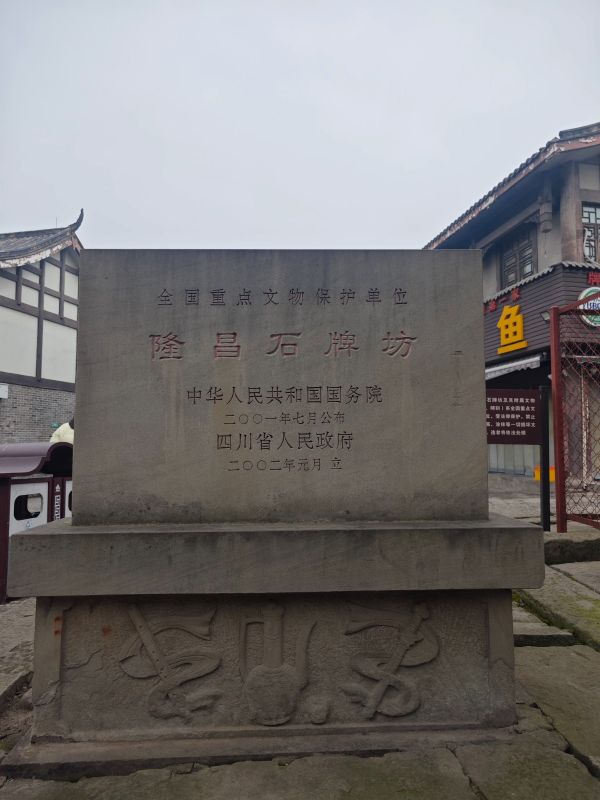 全国重点文物保护单位
隆昌石牌坊
中华人民共和国国务院
二〇〇一年七月公布
四川省人民政府
二〇〇二年元月 立
鱼